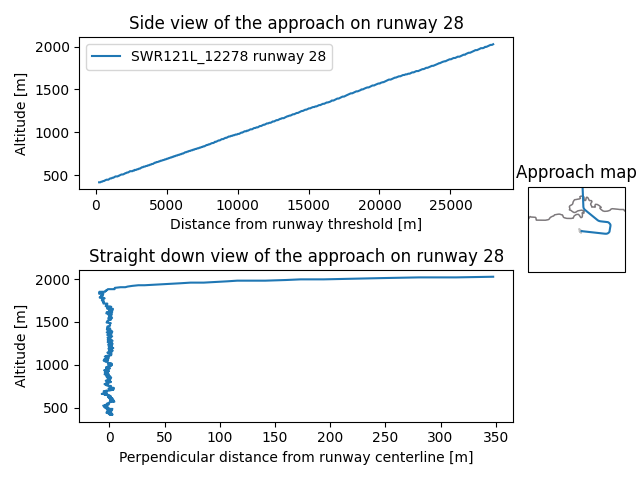 Side view of the approach on runway 28
2000
1500
1000
500
Altitude [m]
SWR121L_12278 runway 28
0 5000 10000 15000 20000 25000
Distance from runway threshold [m]
Approach map
Straight down view of the approach on runway 28
2000
1500
1000
500
Altitude [m]
0 50 100 150 200 250 300 350
Perpendicular distance from runway centerline [m]